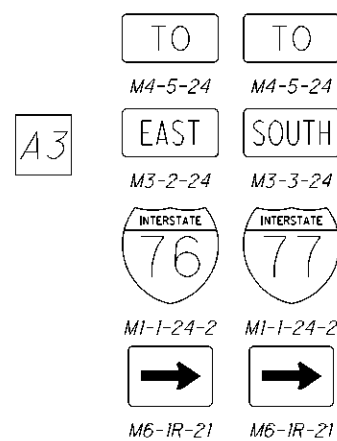 TO TO
M4-5-24 M4-5-24
A3
EAST SOUTH
M3-2-24 M3-3-24
INTERSTATE INTERSTATE
76 77
M1-1-24-2 M1-1-24-2
M6-1R-21 M6-1R-21